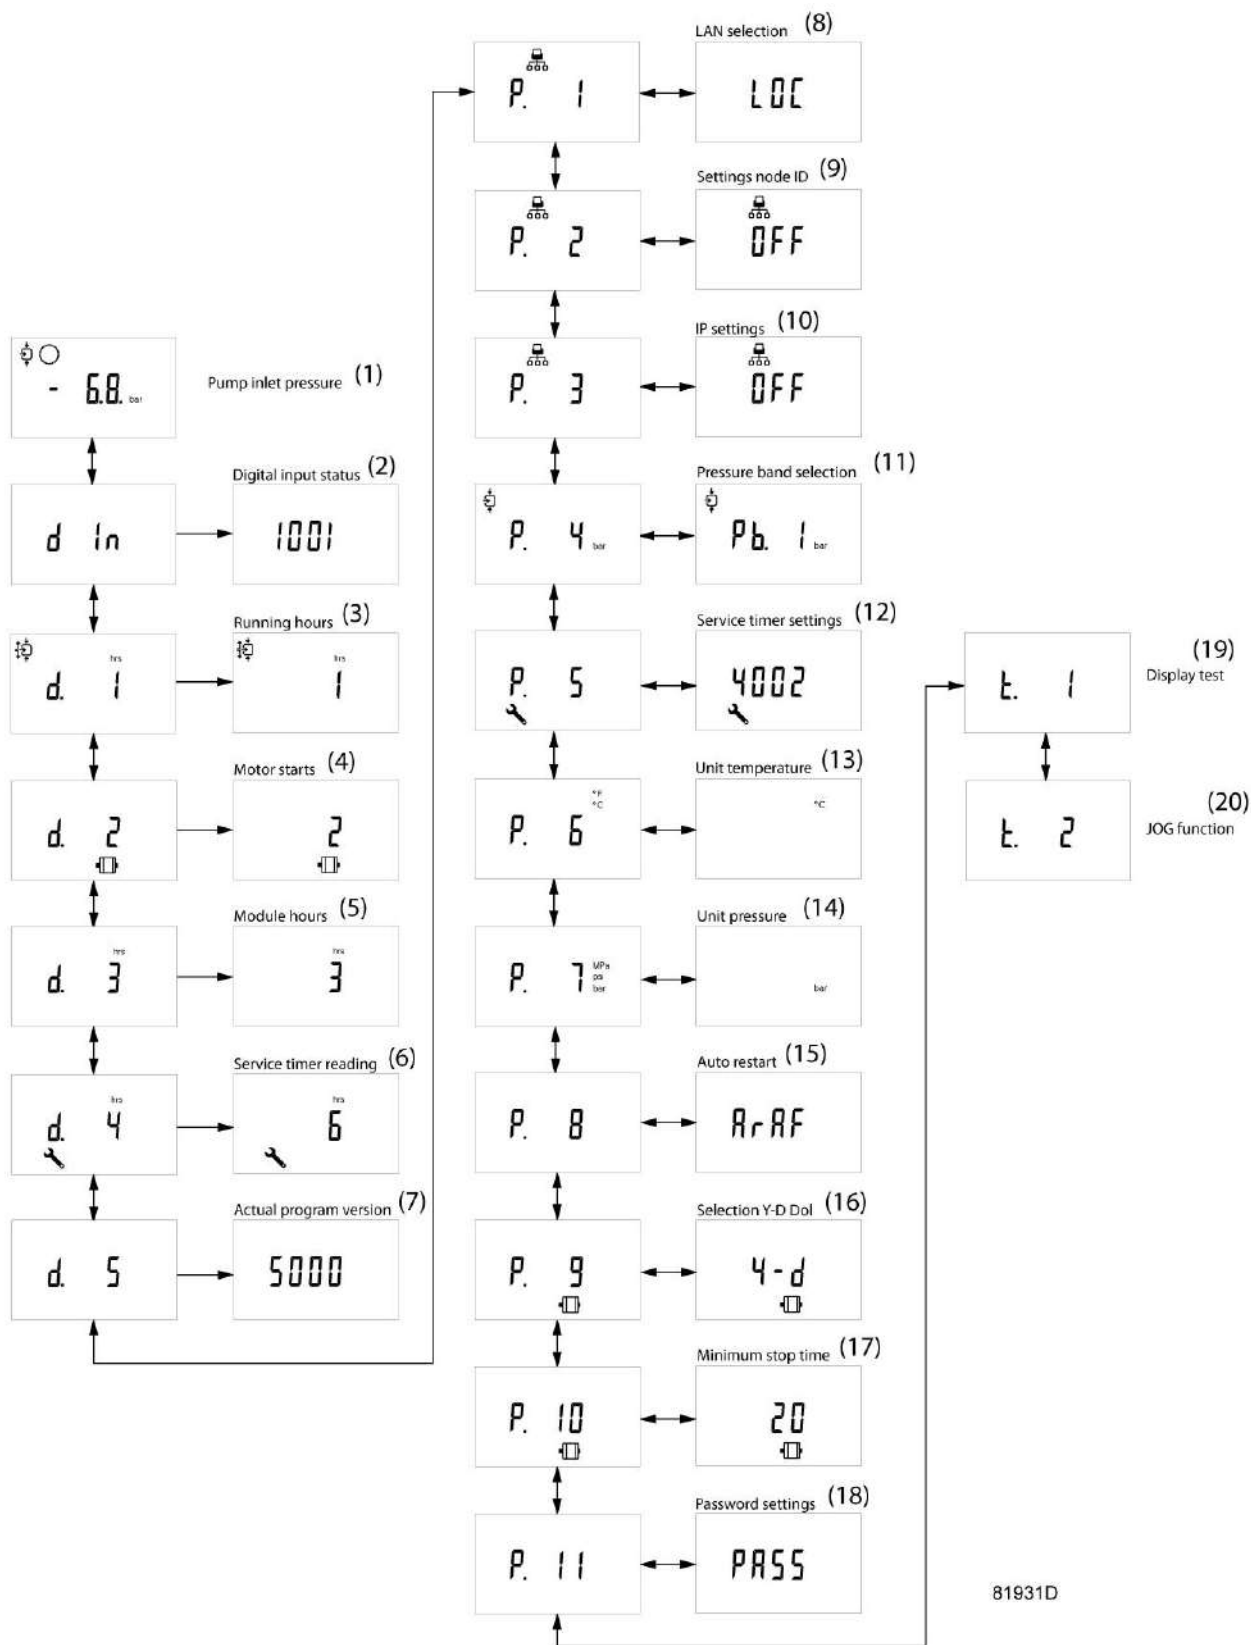 Pump inlet pressure (1)
- 6.8. bar
Digital input status (2)
d In
1001
Running hours (3)
d. 1 hrs
1 hrs
Motor starts (4)
d. 2
2
Module hours (5)
d. 3 hrs
3 hrs
Service timer reading (6)
d. 4 hrs
6 hrs
Actual program version (7)
d. 5
5000
LAN selection (8)
P. 1
LOC
Settings node ID (9)
P. 2
OFF
IP settings (10)
P. 3
OFF
Pressure band selection (11)
P. 4 bar
Pb. 1 bar
Service timer settings (12)
P. 5
4002
Unit temperature (13)
P. 6 °F °C
°C
Unit pressure (14)
P. 7 MPa psi bar
bar
Auto restart (15)
P. 8
ArAF
Selection Y-D Dol (16)
P. 9
4-d
Minimum stop time (17)
P. 10
20
Password settings (18)
P. 11
PASS
(19)
Display test
t. 1
(20)
JOG function
t. 2
81931D